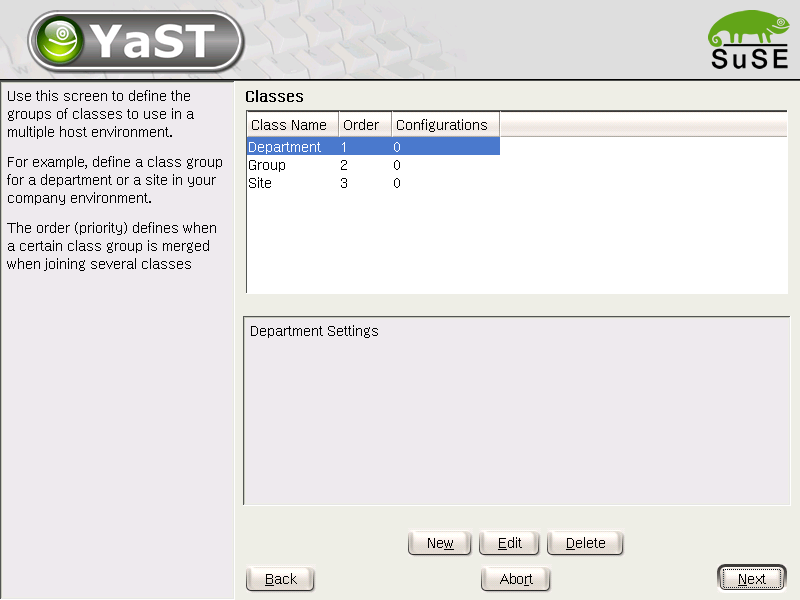 YaST
SuSE
Use this screen to define the
groups of classes to use in a
multiple host environment.
For example, define a class group
for a department or a site in your
company environment.
The order (priority) defines when
a certain class group is merged
when joining several classes
Classes
Class Name Order Configurations
Department 1 0
Group 2 0
Site 3 0
Department Settings
New Edit Delete
Back Abort Next